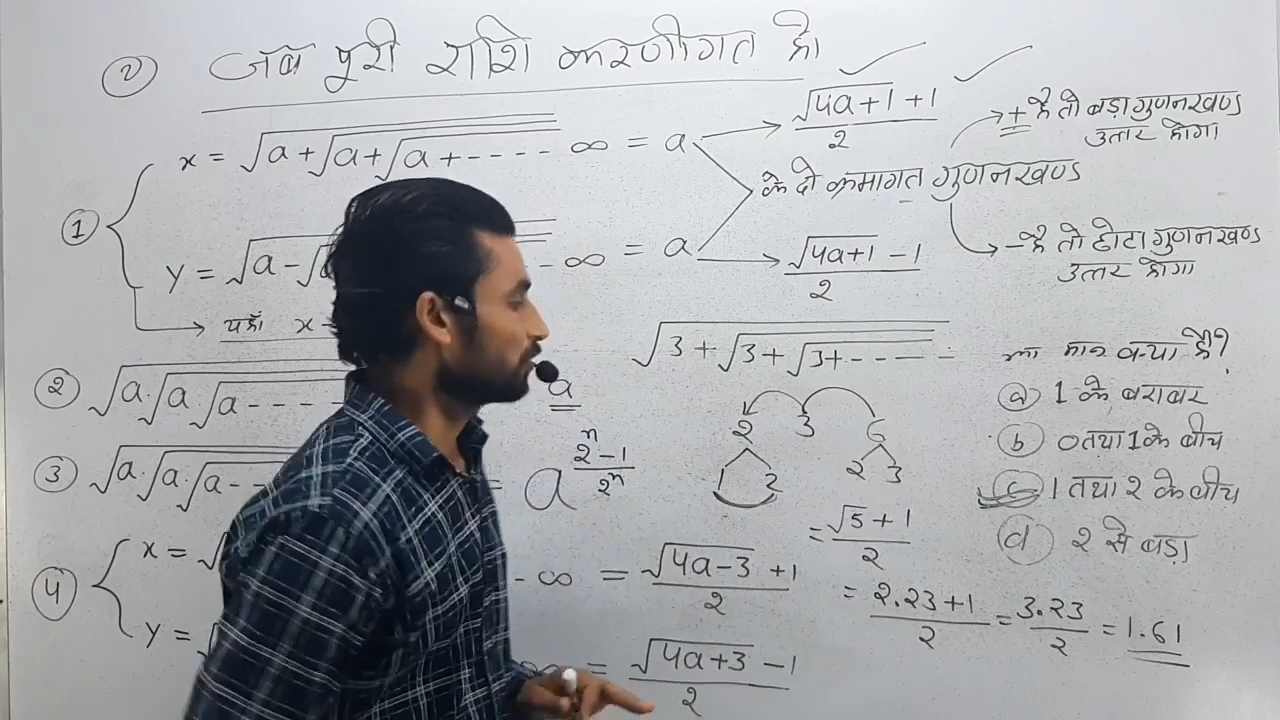 (v) जब पूरी राशि करणीगत हो।
① x = √a+√a+√a+---- ∞ = a → √4a+1 +1 / 2
के दो क्रमागत गुणनखण्ड
→ + है तो बड़ा गुणनखण्ड
उत्तर होगा
y = √a-√ - ∞ = a → √4a+1 -1 / 2
→ - है तो छोटा गुणनखण्ड
उत्तर होगा
→ यहाँ x-
② √a.√a.√a--- a
③ √a.√a.√a-- = a^(2^n-1 / 2^n)
④ x = √ - ∞ = √4a-3 +1 / 2
y = √ ∞ = √4a+3 -1 / 2
√3+√3+√3+---- का मान क्या है?
2 3 6
1 2 2 3
ⓐ 1 के बराबर
ⓑ 0 तथा 1 के बीच
ⓒ 1 तथा 2 के बीच
ⓓ 2 से बड़ा
= √5+1 / 2
= 2.23+1 / 2 = 3.23 / 2 = 1.61